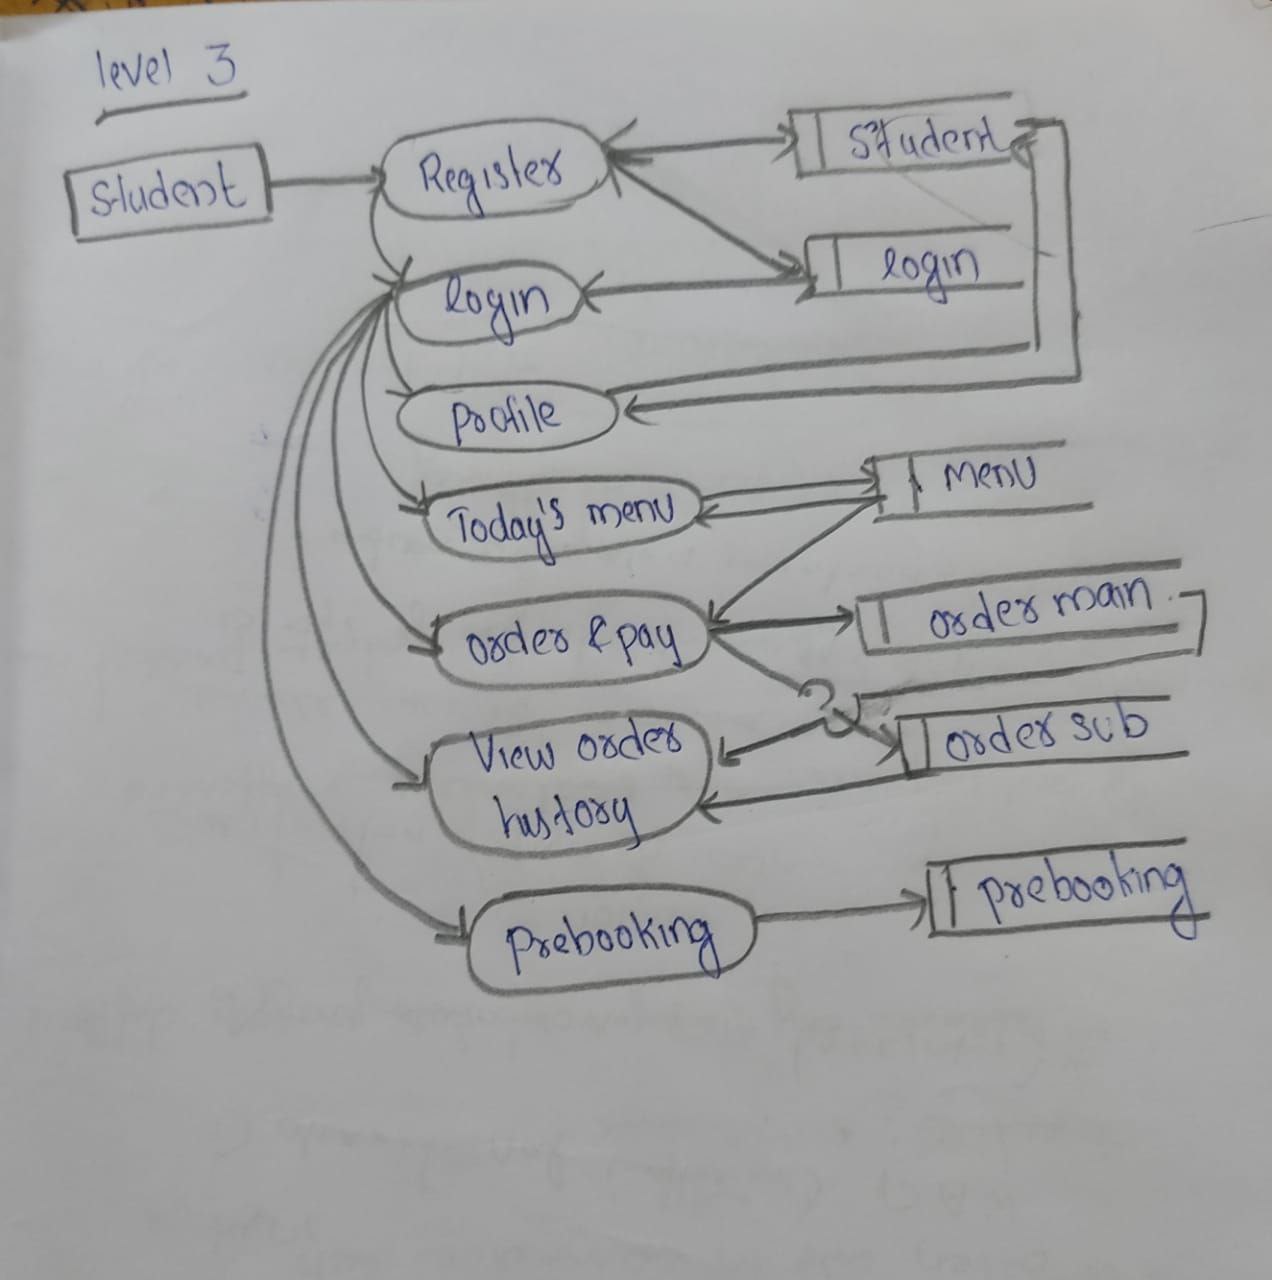 level 3
Student
Register
Student
login
login
profile
Today's menu
menu
order & pay
order main
View order
history
order sub
prebooking
prebooking